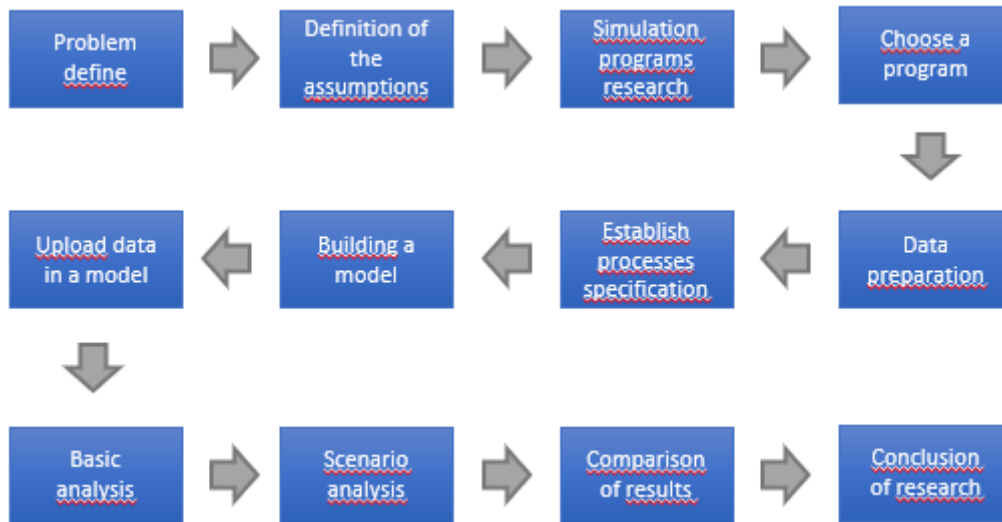 Problem
define
Definition of
the
assumptions
Simulation
programs
research
Choose a
program
Data
preparation
Establish
processes
specification
Building a
model
Upload data
in a model
Basic
analysis
Scenario
analysis
Comparison
of results
Conclusion
of research